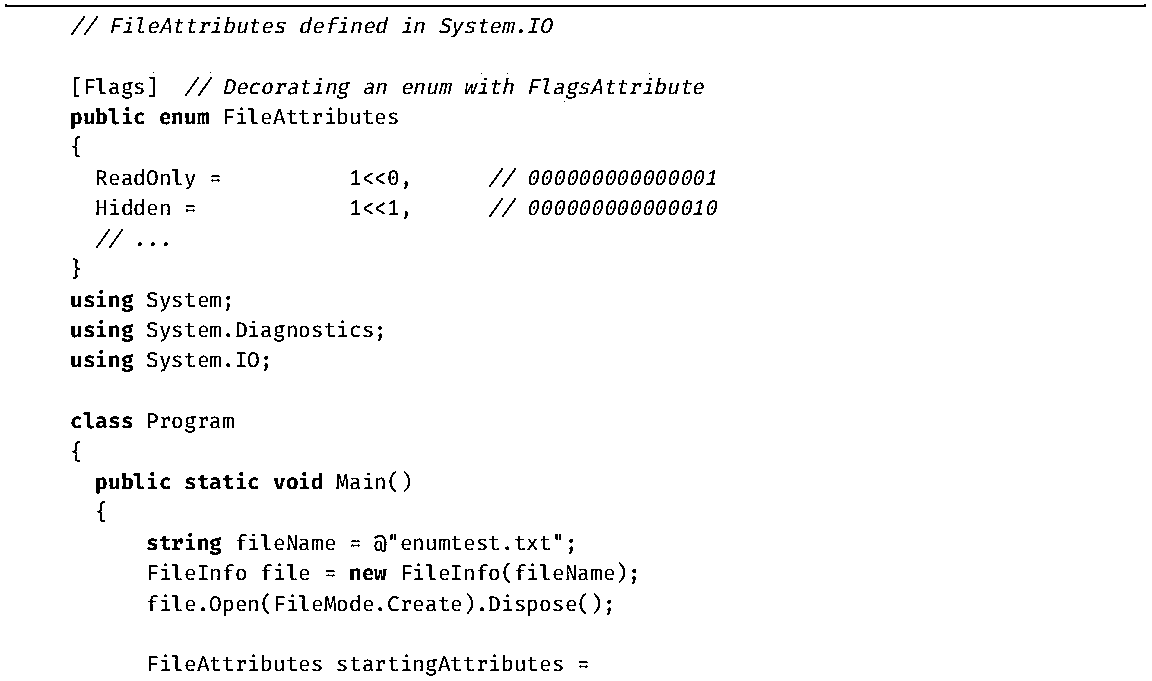 // FileAttributes defined in System.IO
[Flags]  // Decorating an enum with FlagsAttribute
public enum FileAttributes
{
  ReadOnly =          1<<0,      // 000000000000001
  Hidden =            1<<1,      // 000000000000010
  // ...
}
using System;
using System.Diagnostics;
using System.IO;
class Program
{
  public static void Main()
  {
      string fileName = @"enumtest.txt";
      FileInfo file = new FileInfo(fileName);
      file.Open(FileMode.Create).Dispose();
      FileAttributes startingAttributes =